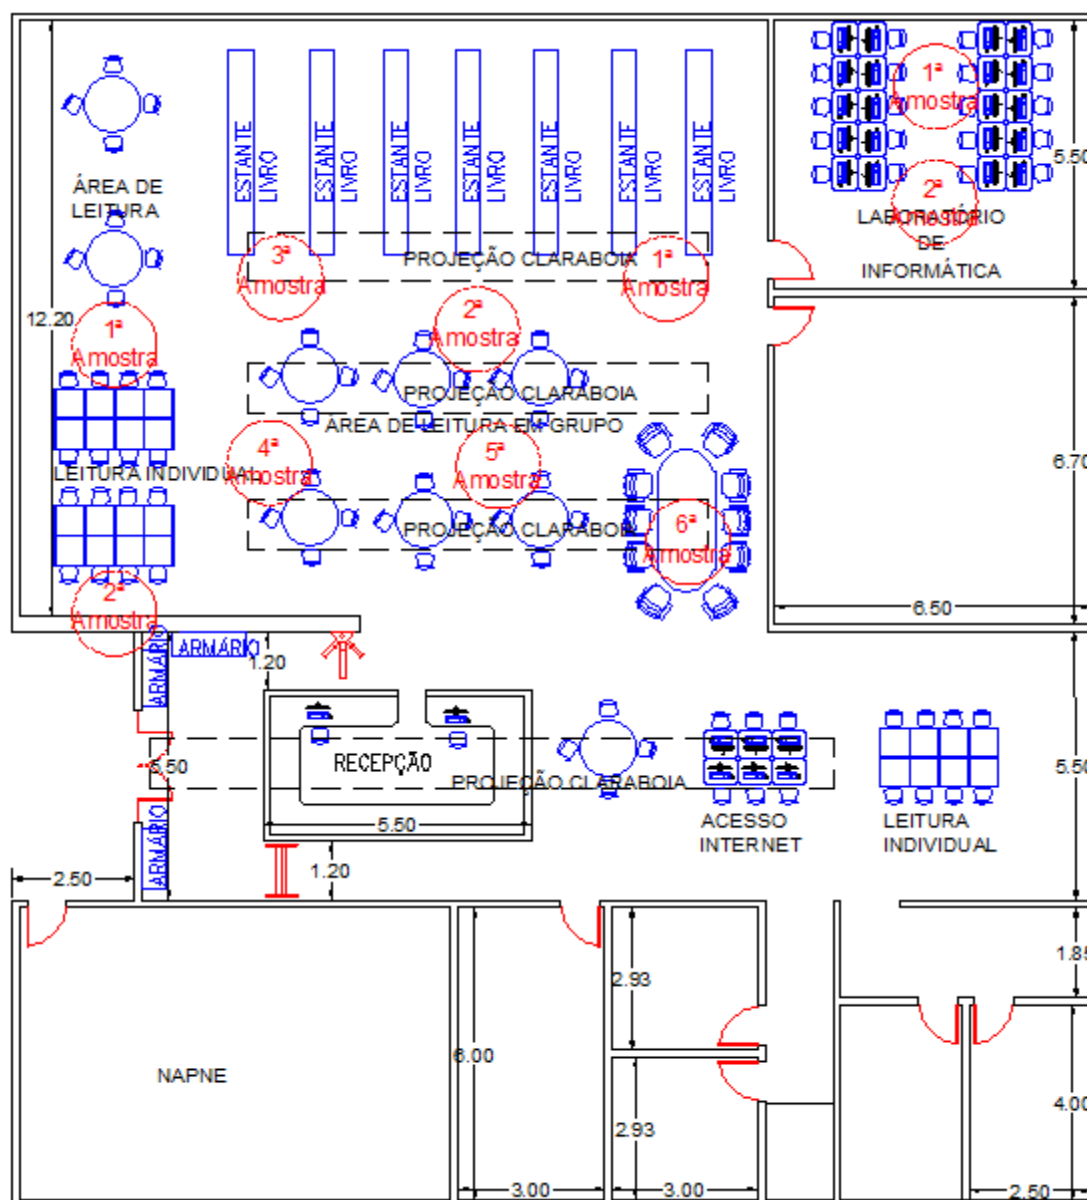 1ª
Amostra
ESTANTE
LIVRO
ESTANTE
LIVRO
ESTANTE
LIVRO
ESTANTE
LIVRO
ESTANTE
LIVRO
ESTANTE
LIVRO
ESTANTE
LIVRO
5.50
ÁREA DE
LEITURA
2ª
Amostra
LABORATÓRIO
DE
INFORMÁTICA
3ª
Amostra
PROJEÇÃO CLARABOIA
1ª
Amostra
12.20
1ª
Amostra
2ª
Amostra
PROJEÇÃO CLARABOIA
ÁREA DE LEITURA EM GRUPO
4ª
Amostra
5ª
Amostra
6.70
LEITURA INDIVIDUAL
PROJEÇÃO CLARABOIA
6ª
Amostra
2ª
Amostra
6.50
ARMÁRIO
ARMÁRIO
1.20
RECEPÇÃO
5.50
PROJEÇÃO CLARABOIA
5.50
5.50
ACESSO
INTERNET
LEITURA
INDIVIDUAL
ARMÁRIO
2.50
1.20
2.93
1.85
6.00
NAPNE
2.93
4.00
3.00
3.00
2.50